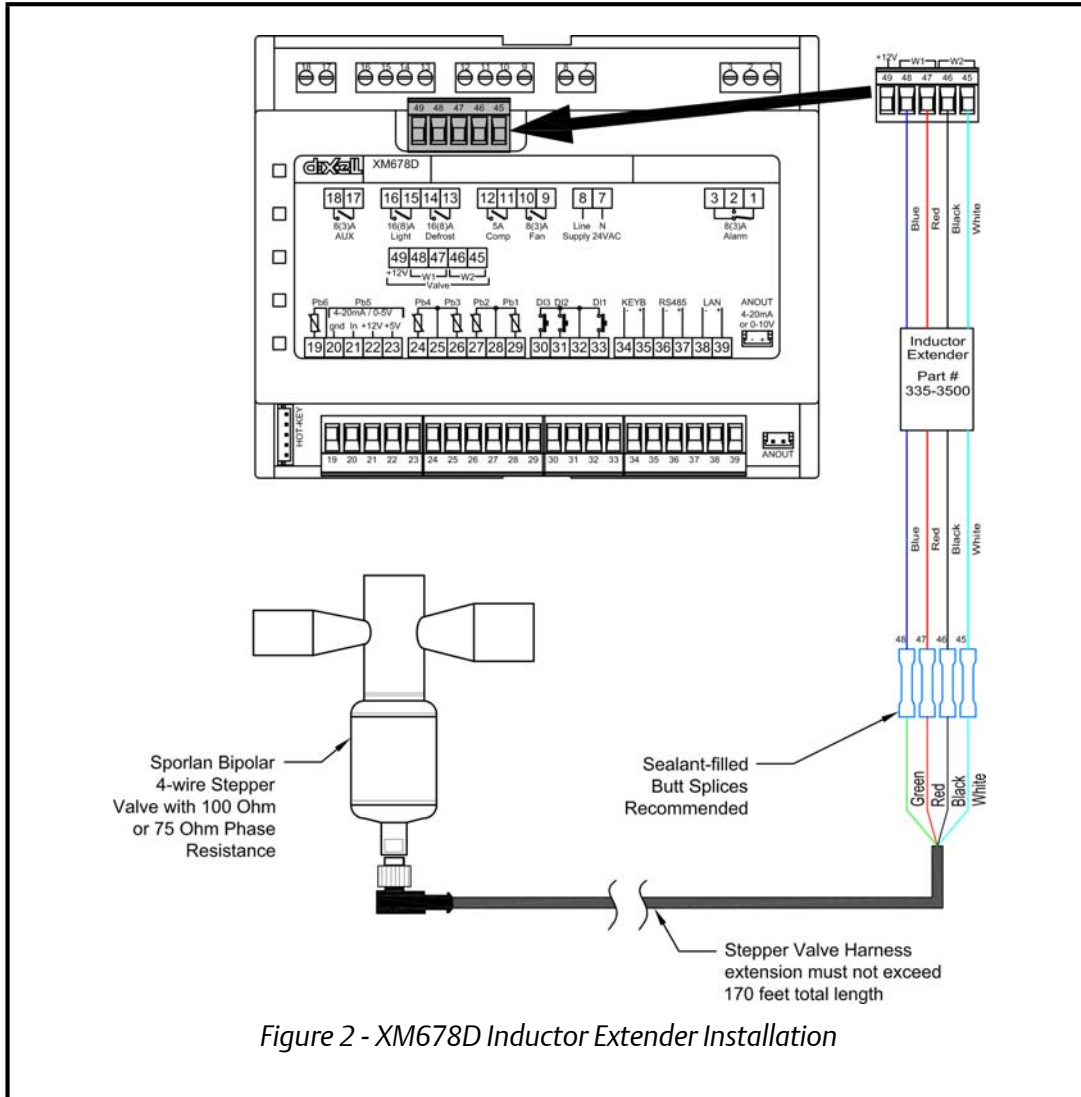 18 17 16 15 14 13 12 11 10 9 8 7 3 2 1
+12V W1 W2
49 48 47 46 45
49 48 47 46 45
dixell XM678D
18 17 16 15 14 13 12 11 10 9 8 7 3 2 1
8(3)A 16(8)A 16(8)A 5A 8(3)A Line N 8(3)A
AUX Light Defrost Comp Fan Supply 24VAC Alarm
49 48 47 46 45
+12V W1 W2
Valve
Pb6 Pb5 Pb4 Pb3 Pb2 Pb1 DI3 DI2 DI1 KEYB RS485 LAN ANOUT
4-20mA / 0-5V - + - + - + 4-20mA
gnd In +12V +5V or 0-10V
- +
19 20 21 22 23 24 25 26 27 28 29 30 31 32 33 34 35 36 37 38 39
HOT-KEY
19 20 21 22 23 24 25 26 27 28 29 30 31 32 33 34 35 36 37 38 39
ANOUT
Blue Red Black White
Inductor
Extender
Part #
335-3500
Blue Red Black White
48 47 46 45
Green Red Black White
Sealant-filled
Butt Splices
Recommended
Sporlan Bipolar
4-wire Stepper
Valve with 100 Ohm
or 75 Ohm Phase
Resistance
Stepper Valve Harness
extension must not exceed
170 feet total length
Figure 2 - XM678D Inductor Extender Installation